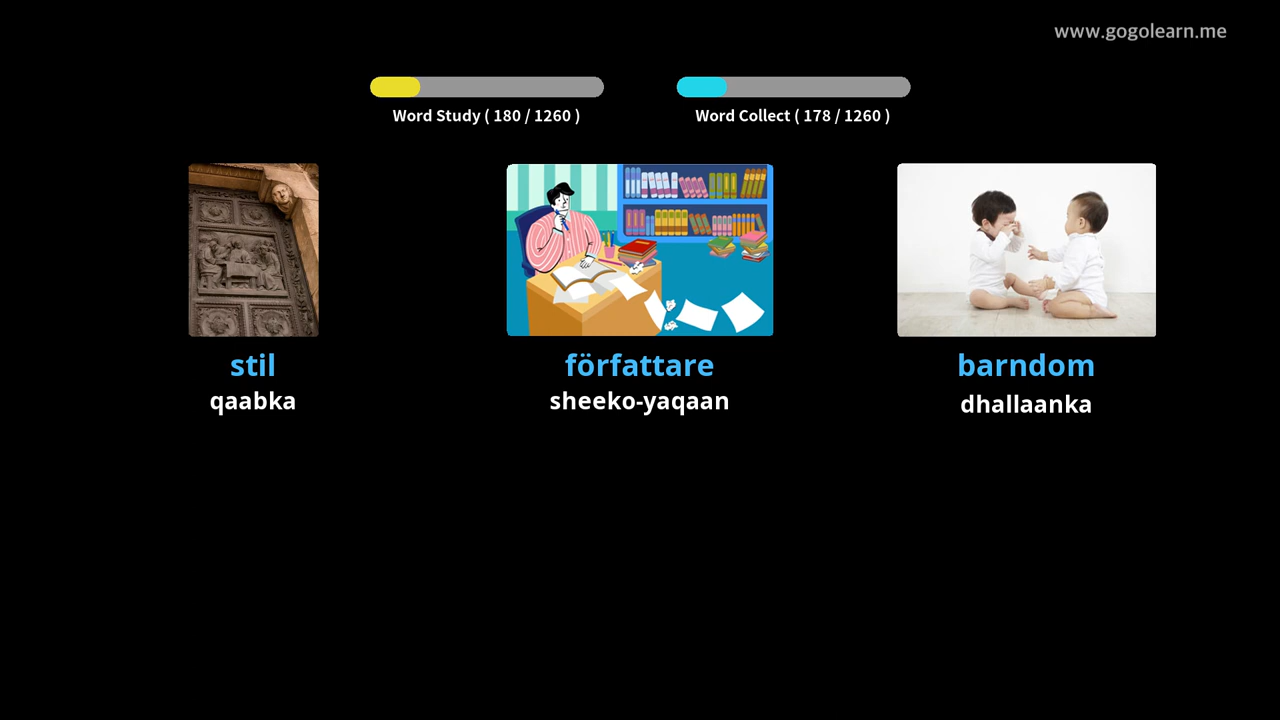 www.gogolearn.me
Word Study ( 180 / 1260 )
Word Collect ( 178 / 1260 )
stil
författare
barndom
qaabka
sheeko-yaqaan
dhallaanka